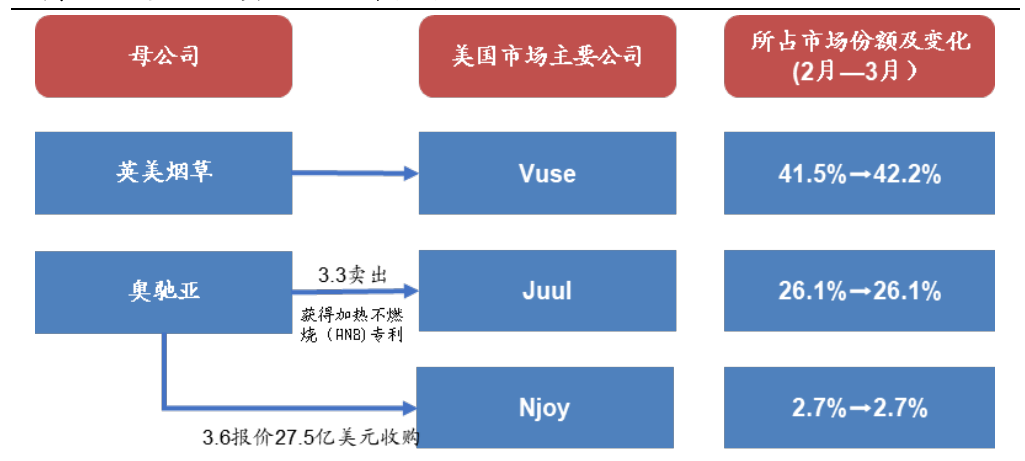 母公司
美国市场主要公司
所占市场份额及变化
(2月—3月）
英美烟草
Vuse
41.5%→42.2%
奥驰亚
3.3卖出
获得加热不燃
烧（HNB)专利
Juul
26.1%→26.1%
3.6报价27.5亿美元收购
Njoy
2.7%→2.7%